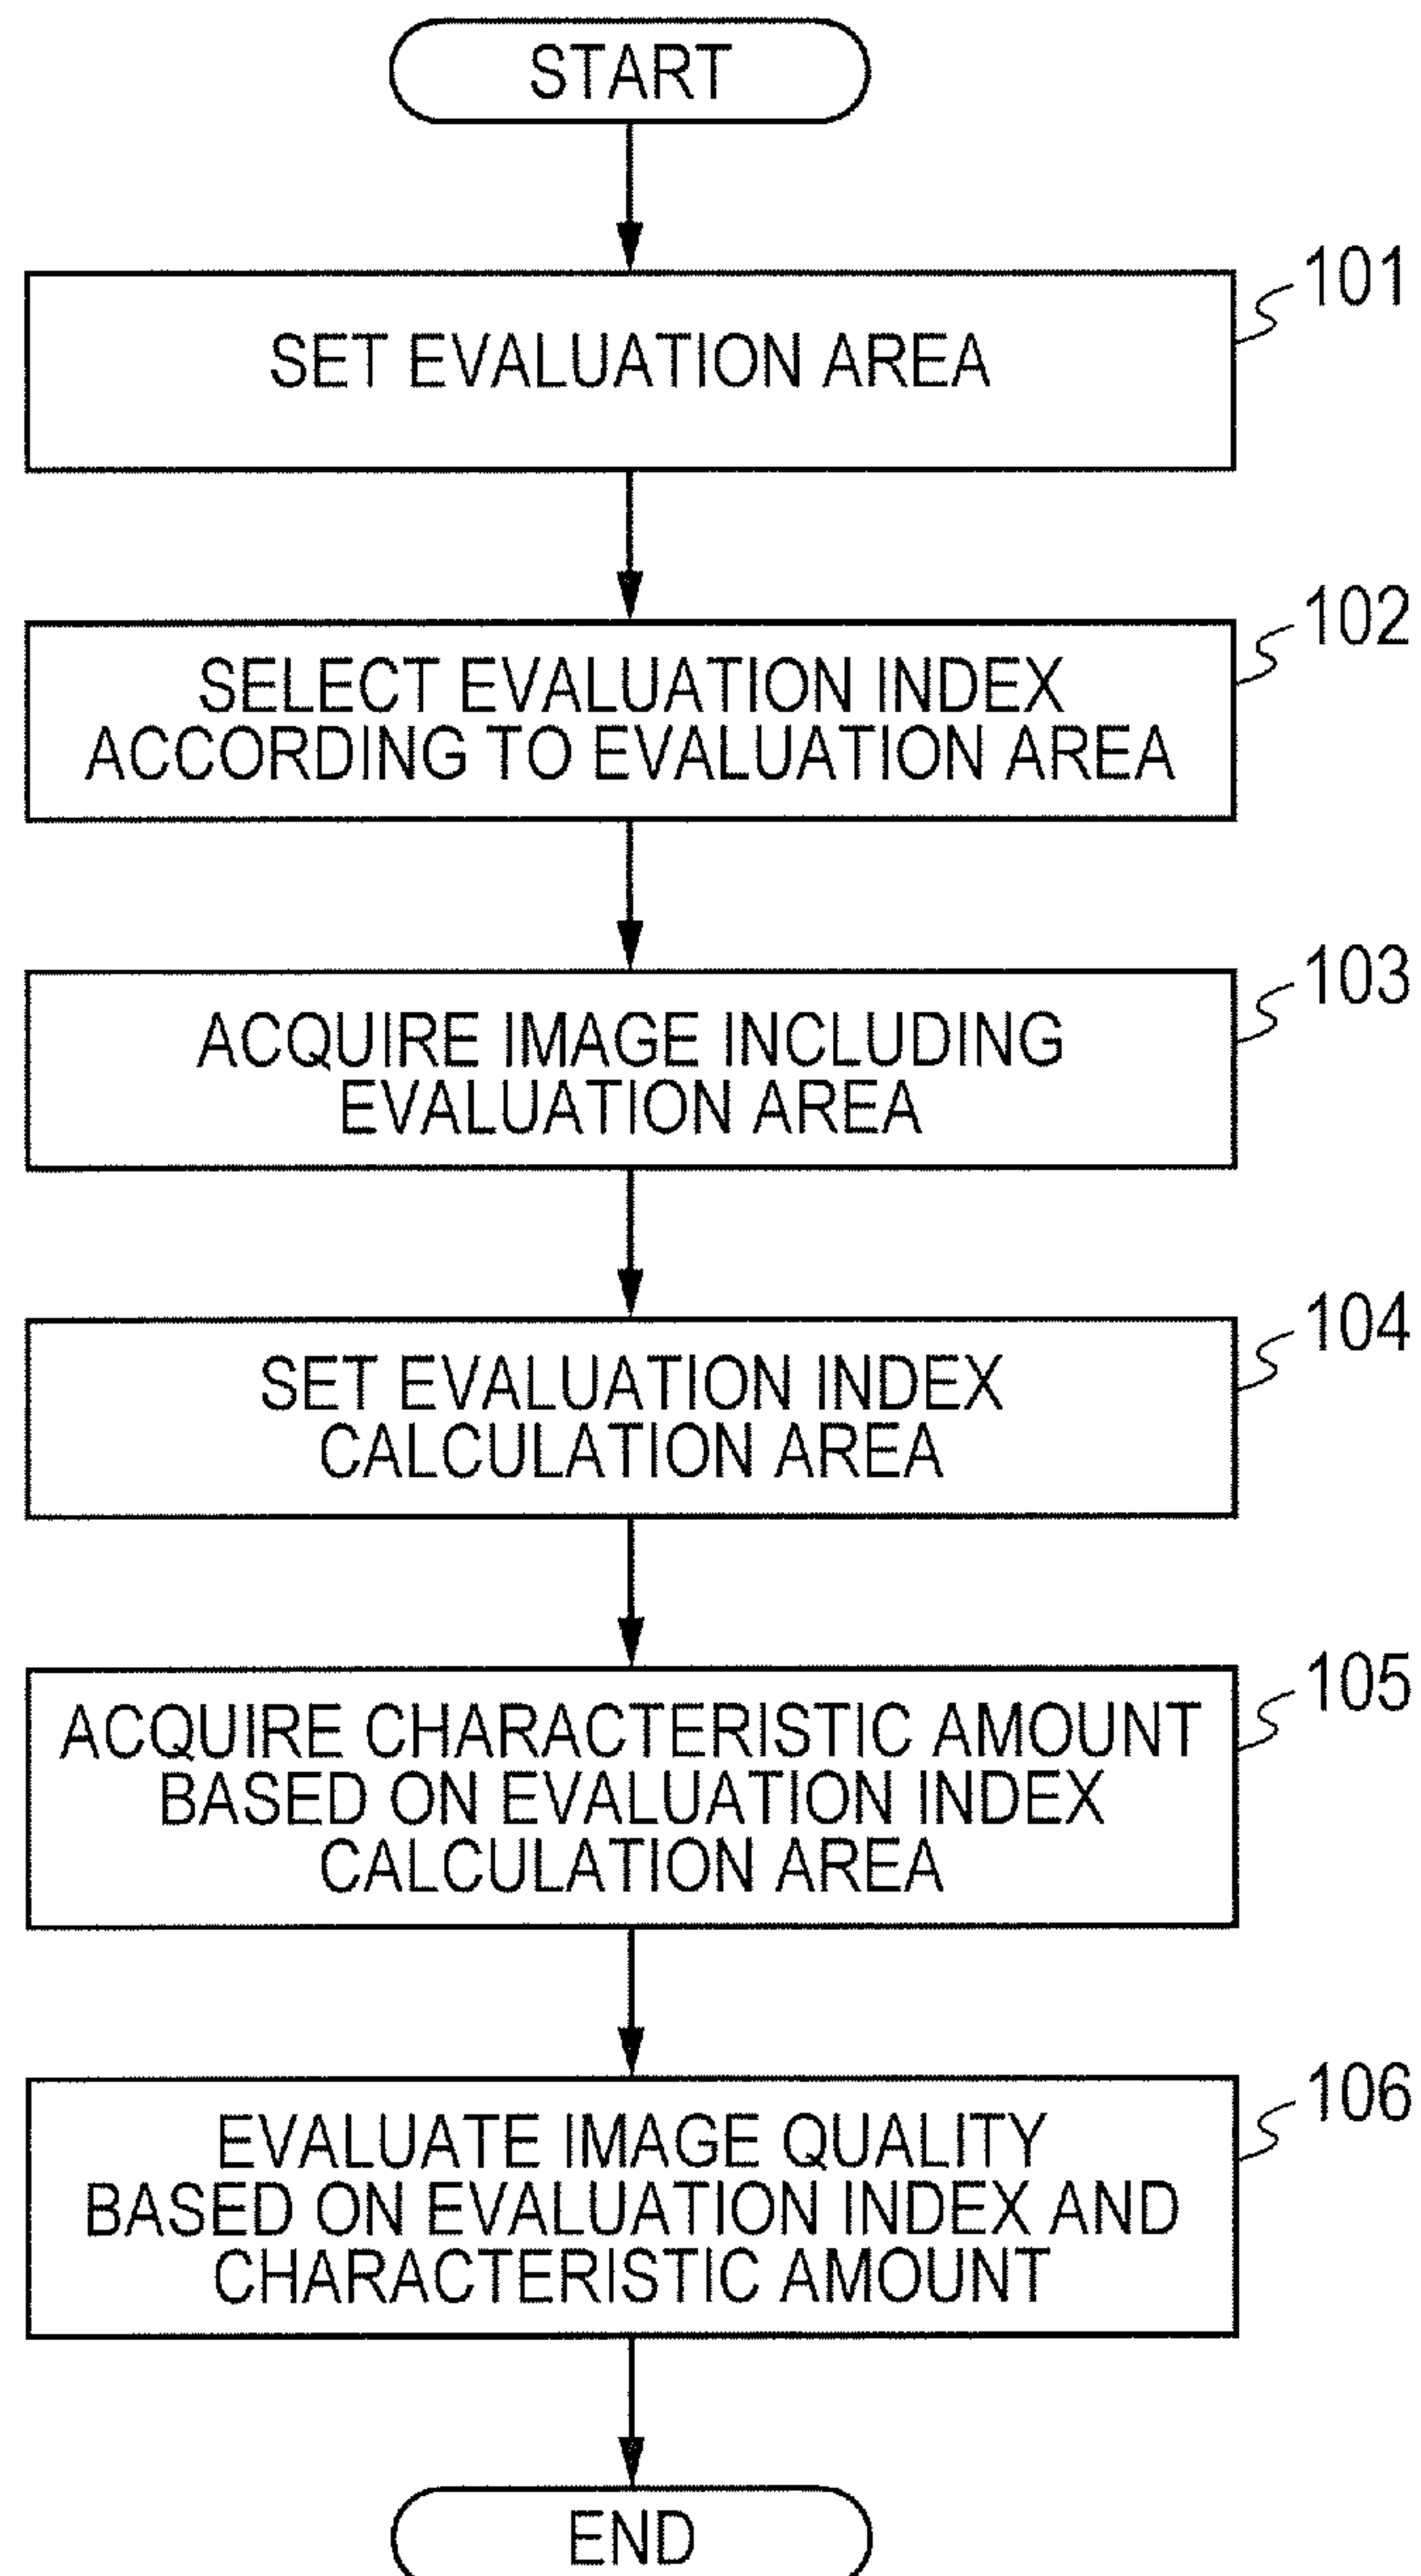 START
101
SET EVALUATION AREA
102
SELECT EVALUATION INDEX
ACCORDING TO EVALUATION AREA
103
ACQUIRE IMAGE INCLUDING
EVALUATION AREA
104
SET EVALUATION INDEX
CALCULATION AREA
105
ACQUIRE CHARACTERISTIC AMOUNT
BASED ON EVALUATION INDEX
CALCULATION AREA
106
EVALUATE IMAGE QUALITY
BASED ON EVALUATION INDEX AND
CHARACTERISTIC AMOUNT
END